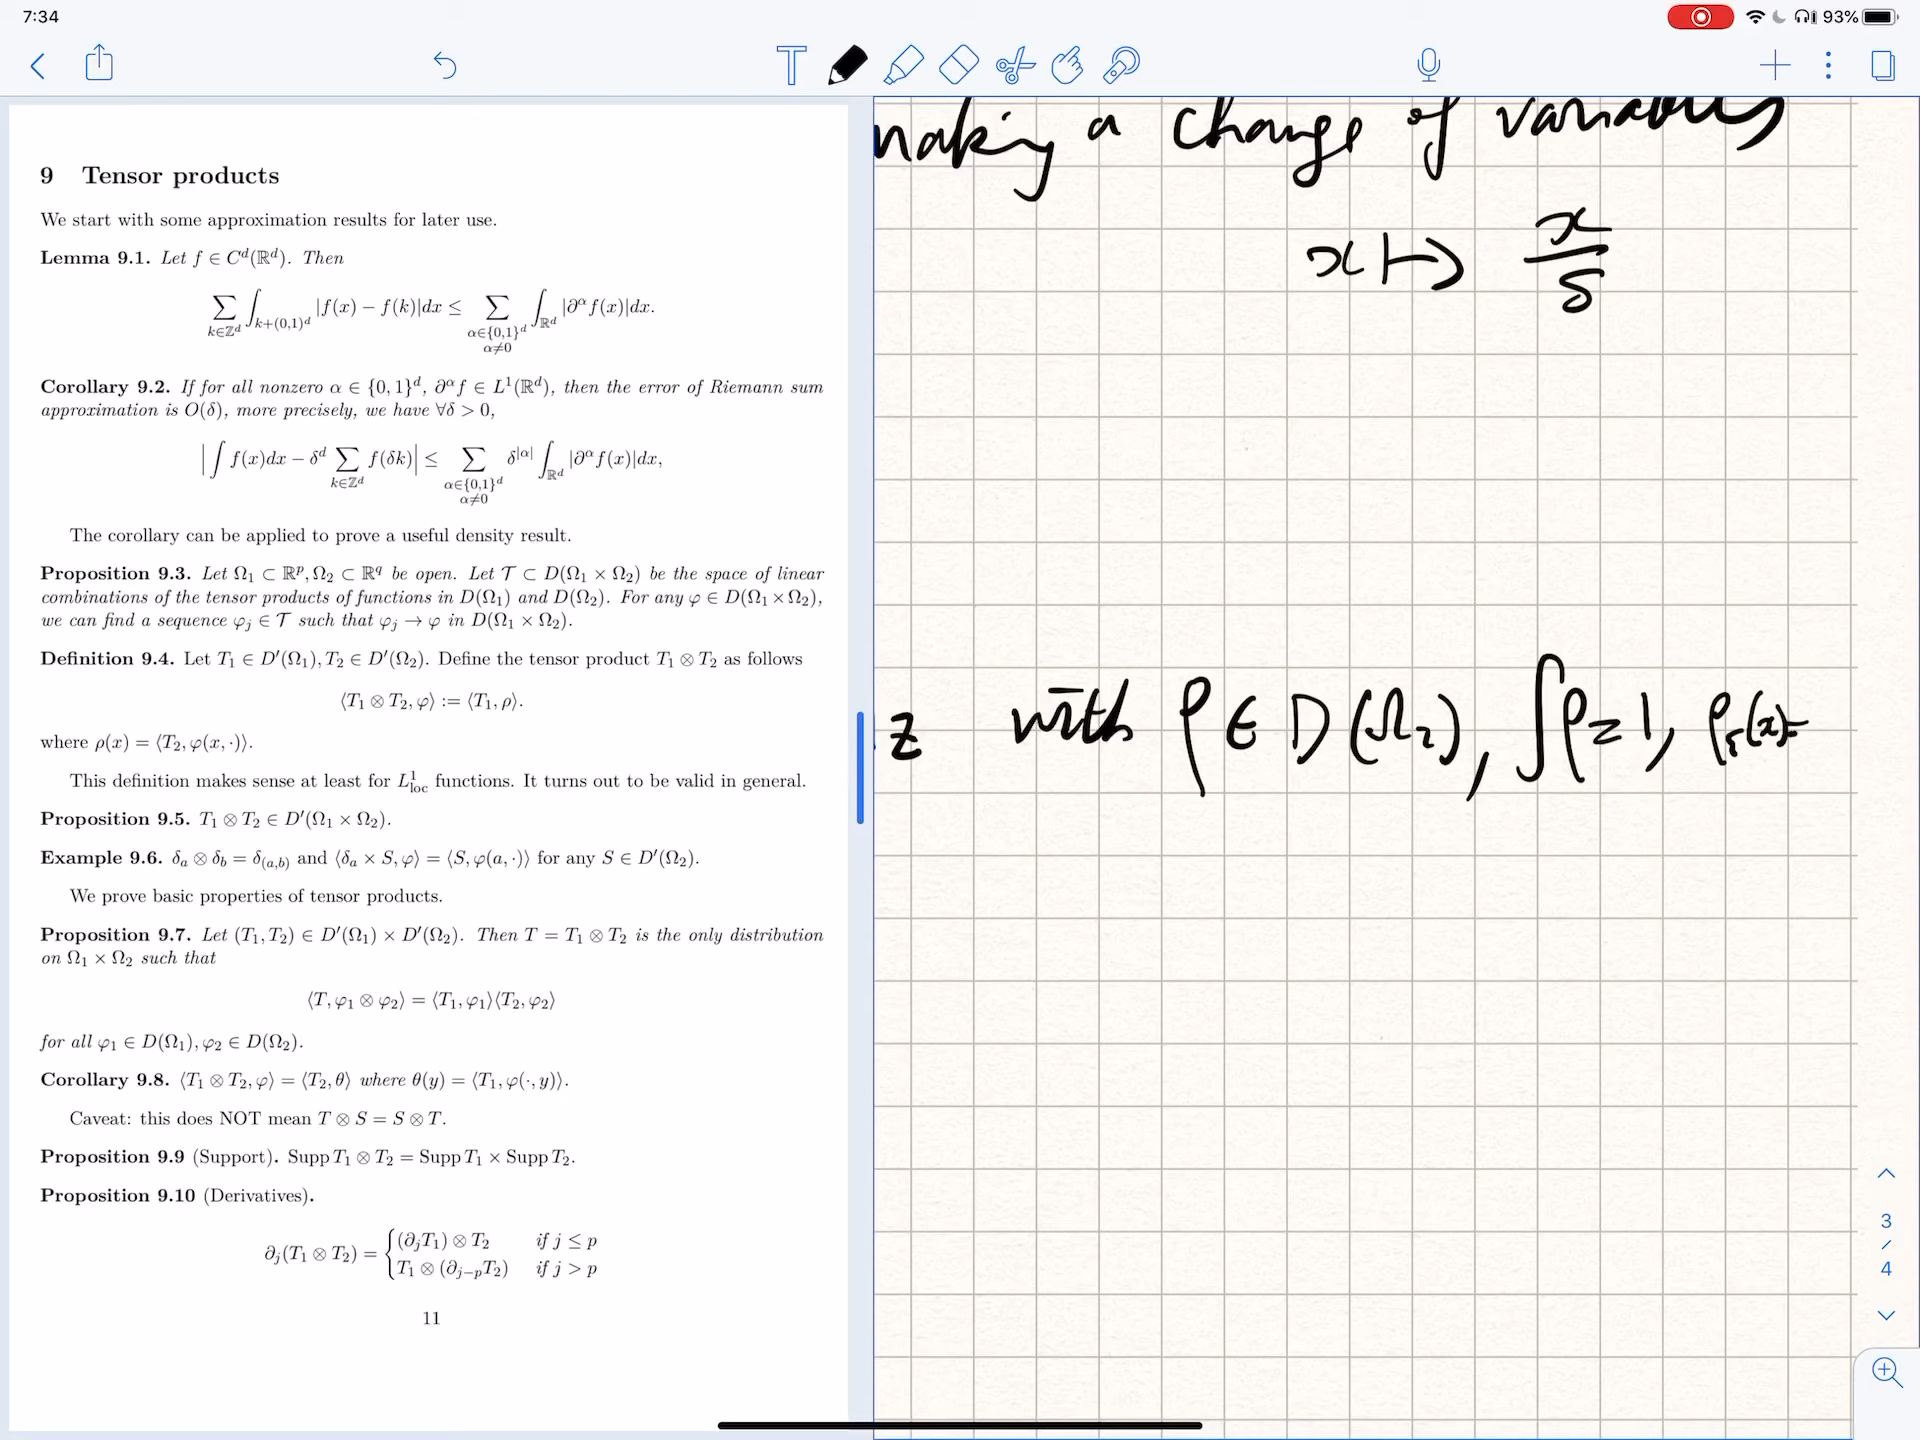 7:34
93%
9 Tensor products
We start with some approximation results for later use.
Lemma 9.1. Let f ∈ C^d(ℝ^d). Then
∑_{k∈ℤ^d} ∫_{k+(0,1)^d} |f(x) − f(k)|dx ≤ ∑_{α∈{0,1}^d, α≠0} ∫_{ℝ^d} |∂^α f(x)|dx.
Corollary 9.2. If for all nonzero α ∈ {0, 1}^d, ∂^α f ∈ L^1(ℝ^d), then the error of Riemann sum
approximation is O(δ), more precisely, we have ∀δ > 0,
|∫ f(x)dx − δ^d ∑_{k∈ℤ^d} f(δk)| ≤ ∑_{α∈{0,1}^d, α≠0} δ^{|α|} ∫_{ℝ^d} |∂^α f(x)|dx,
The corollary can be applied to prove a useful density result.
Proposition 9.3. Let Ω₁ ⊂ ℝ^p, Ω₂ ⊂ ℝ^q be open. Let 𝒯 ⊂ D(Ω₁ × Ω₂) be the space of linear
combinations of the tensor products of functions in D(Ω₁) and D(Ω₂). For any φ ∈ D(Ω₁ × Ω₂),
we can find a sequence φ_j ∈ 𝒯 such that φ_j → φ in D(Ω₁ × Ω₂).
Definition 9.4. Let T₁ ∈ D′(Ω₁), T₂ ∈ D′(Ω₂). Define the tensor product T₁ ⊗ T₂ as follows
⟨T₁ ⊗ T₂, φ⟩ := ⟨T₁, ρ⟩.
where ρ(x) = ⟨T₂, φ(x, ·)⟩.
This definition makes sense at least for L^1_loc functions. It turns out to be valid in general.
Proposition 9.5. T₁ ⊗ T₂ ∈ D′(Ω₁ × Ω₂).
Example 9.6. δ_a ⊗ δ_b = δ_{(a,b)} and ⟨δ_a × S, φ⟩ = ⟨S, φ(a, ·)⟩ for any S ∈ D′(Ω₂).
We prove basic properties of tensor products.
Proposition 9.7. Let (T₁, T₂) ∈ D′(Ω₁) × D′(Ω₂). Then T = T₁ ⊗ T₂ is the only distribution
on Ω₁ × Ω₂ such that
⟨T, φ₁ ⊗ φ₂⟩ = ⟨T₁, φ₁⟩⟨T₂, φ₂⟩
for all φ₁ ∈ D(Ω₁), φ₂ ∈ D(Ω₂).
Corollary 9.8. ⟨T₁ ⊗ T₂, φ⟩ = ⟨T₂, θ⟩ where θ(y) = ⟨T₁, φ(·, y)⟩.
Caveat: this does NOT mean T ⊗ S = S ⊗ T.
Proposition 9.9 (Support). Supp T₁ ⊗ T₂ = Supp T₁ × Supp T₂.
Proposition 9.10 (Derivatives).
∂_j(T₁ ⊗ T₂) = { (∂_j T₁) ⊗ T₂ if j ≤ p
T₁ ⊗ (∂_{j−p} T₂) if j > p
11
making a change of variables
x ↦ x/δ
z with ρ ∈ D(Ω₂), ∫ρ = 1, ρ_δ(x) =
3
/
4